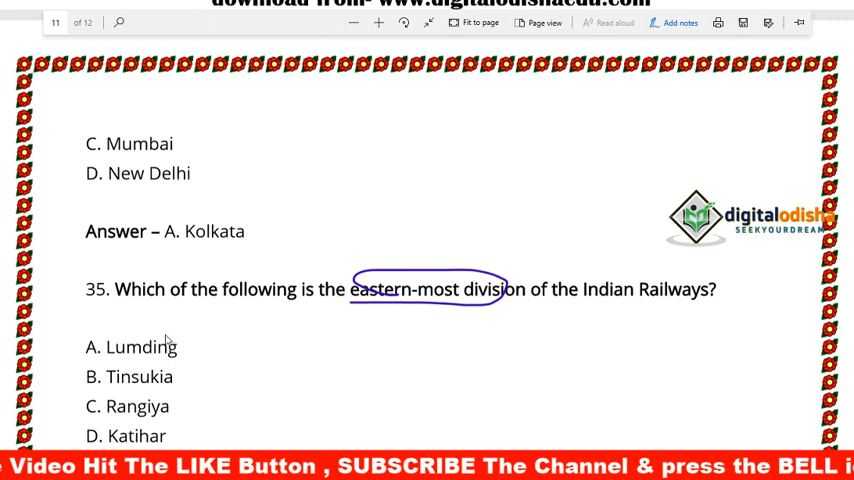 download from- www.digitalodishaedu.com
11 of 12 Fit to page Page view Read aloud Add notes
C. Mumbai
D. New Delhi
digitalodisha
SEEKYOURDREAM
Answer – A. Kolkata
35. Which of the following is the eastern-most division of the Indian Railways?
A. Lumding
B. Tinsukia
C. Rangiya
D. Katihar
Video Hit The LIKE Button , SUBSCRIBE The Channel & press the BELL